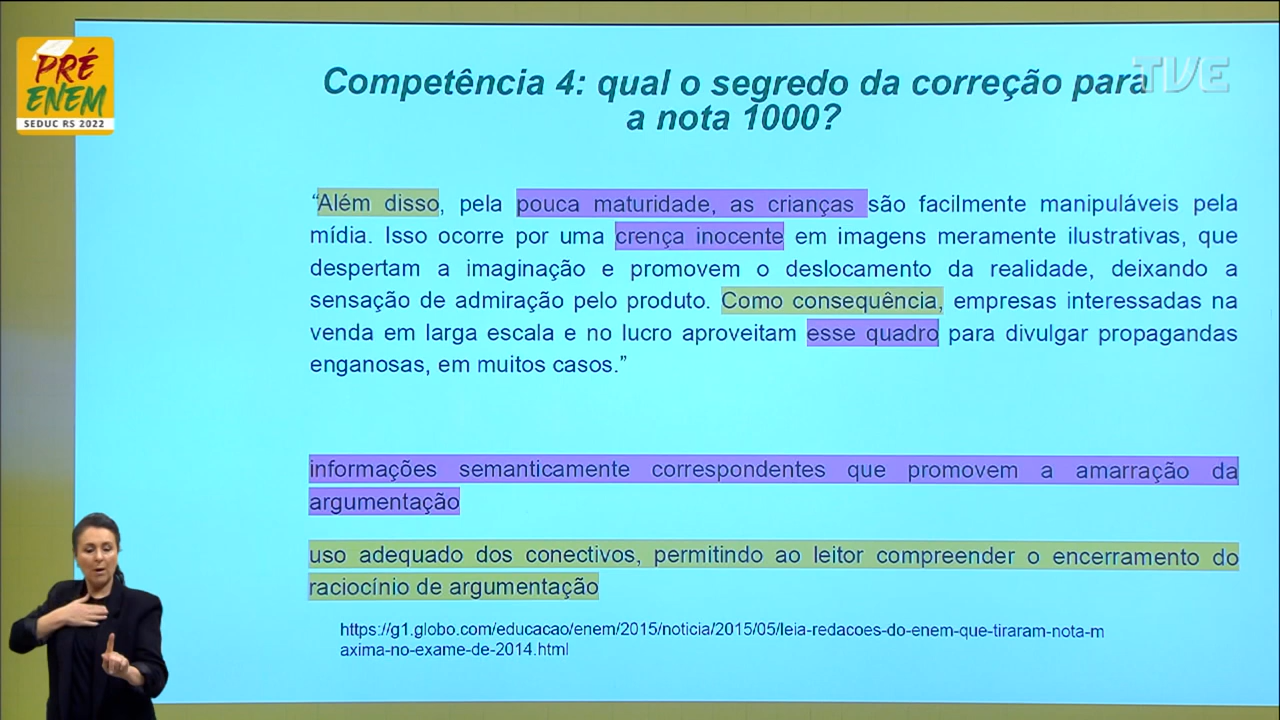 PRÉ
ENEM
SEDUC RS 2022
TVE
Competência 4: qual o segredo da correção para
a nota 1000?
“Além disso, pela pouca maturidade, as crianças são facilmente manipuláveis pela
mídia. Isso ocorre por uma crença inocente em imagens meramente ilustrativas, que
despertam a imaginação e promovem o deslocamento da realidade, deixando a
sensação de admiração pelo produto. Como consequência, empresas interessadas na
venda em larga escala e no lucro aproveitam esse quadro para divulgar propagandas
enganosas, em muitos casos.”
informações semanticamente correspondentes que promovem a amarração da
argumentação
uso adequado dos conectivos, permitindo ao leitor compreender o encerramento do
raciocínio de argumentação
https://g1.globo.com/educacao/enem/2015/noticia/2015/05/leia-redacoes-do-enem-que-tiraram-nota-m
axima-no-exame-de-2014.html